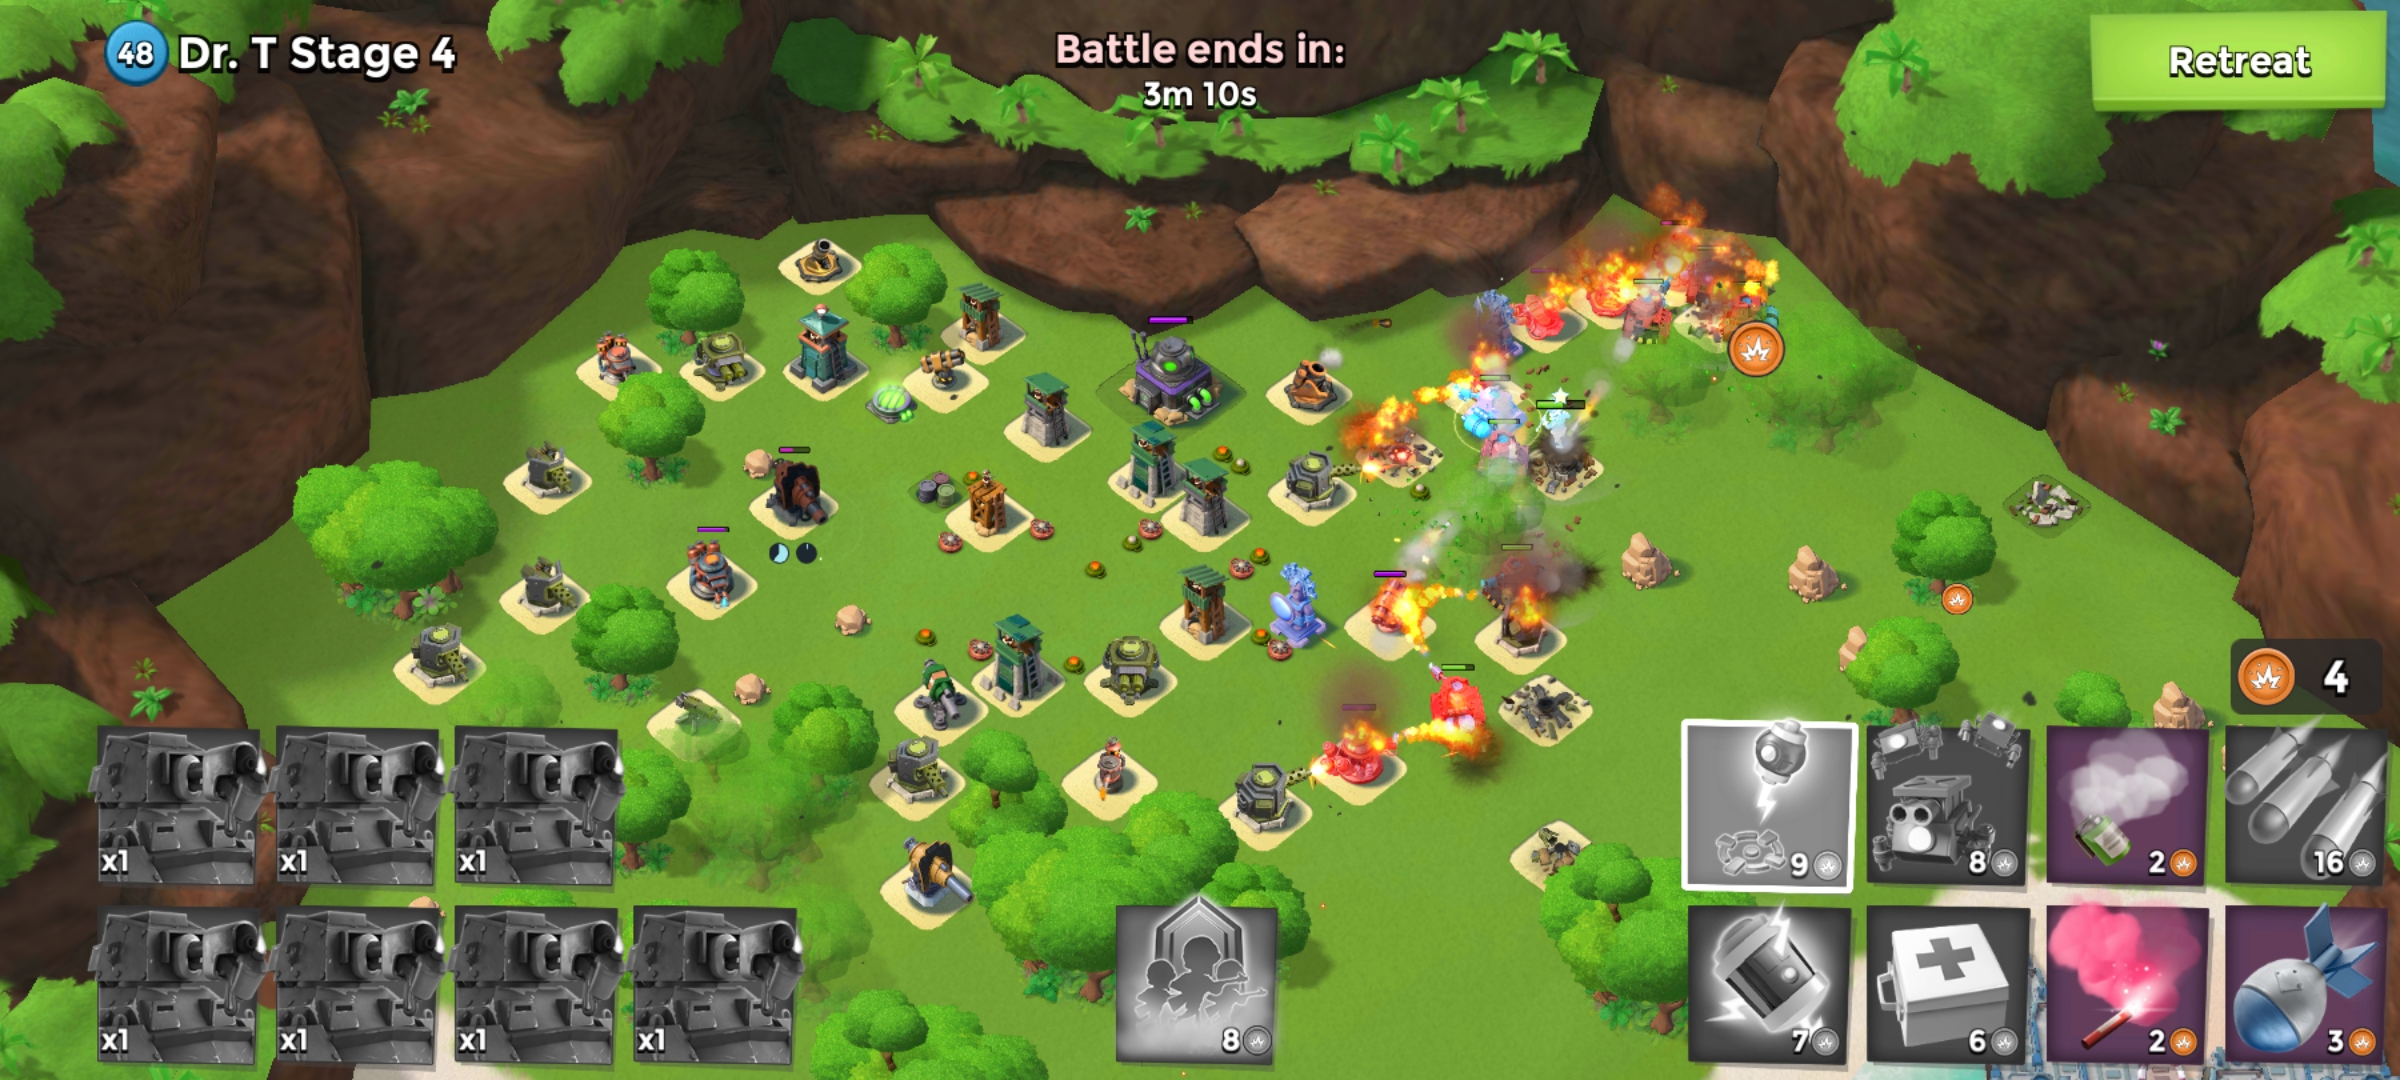 48 Dr. T Stage 4
Battle ends in:
3m 10s
Retreat
4
x1
x1
x1
9
8
2
16
x1
x1
x1
x1
8
7
6
2
3